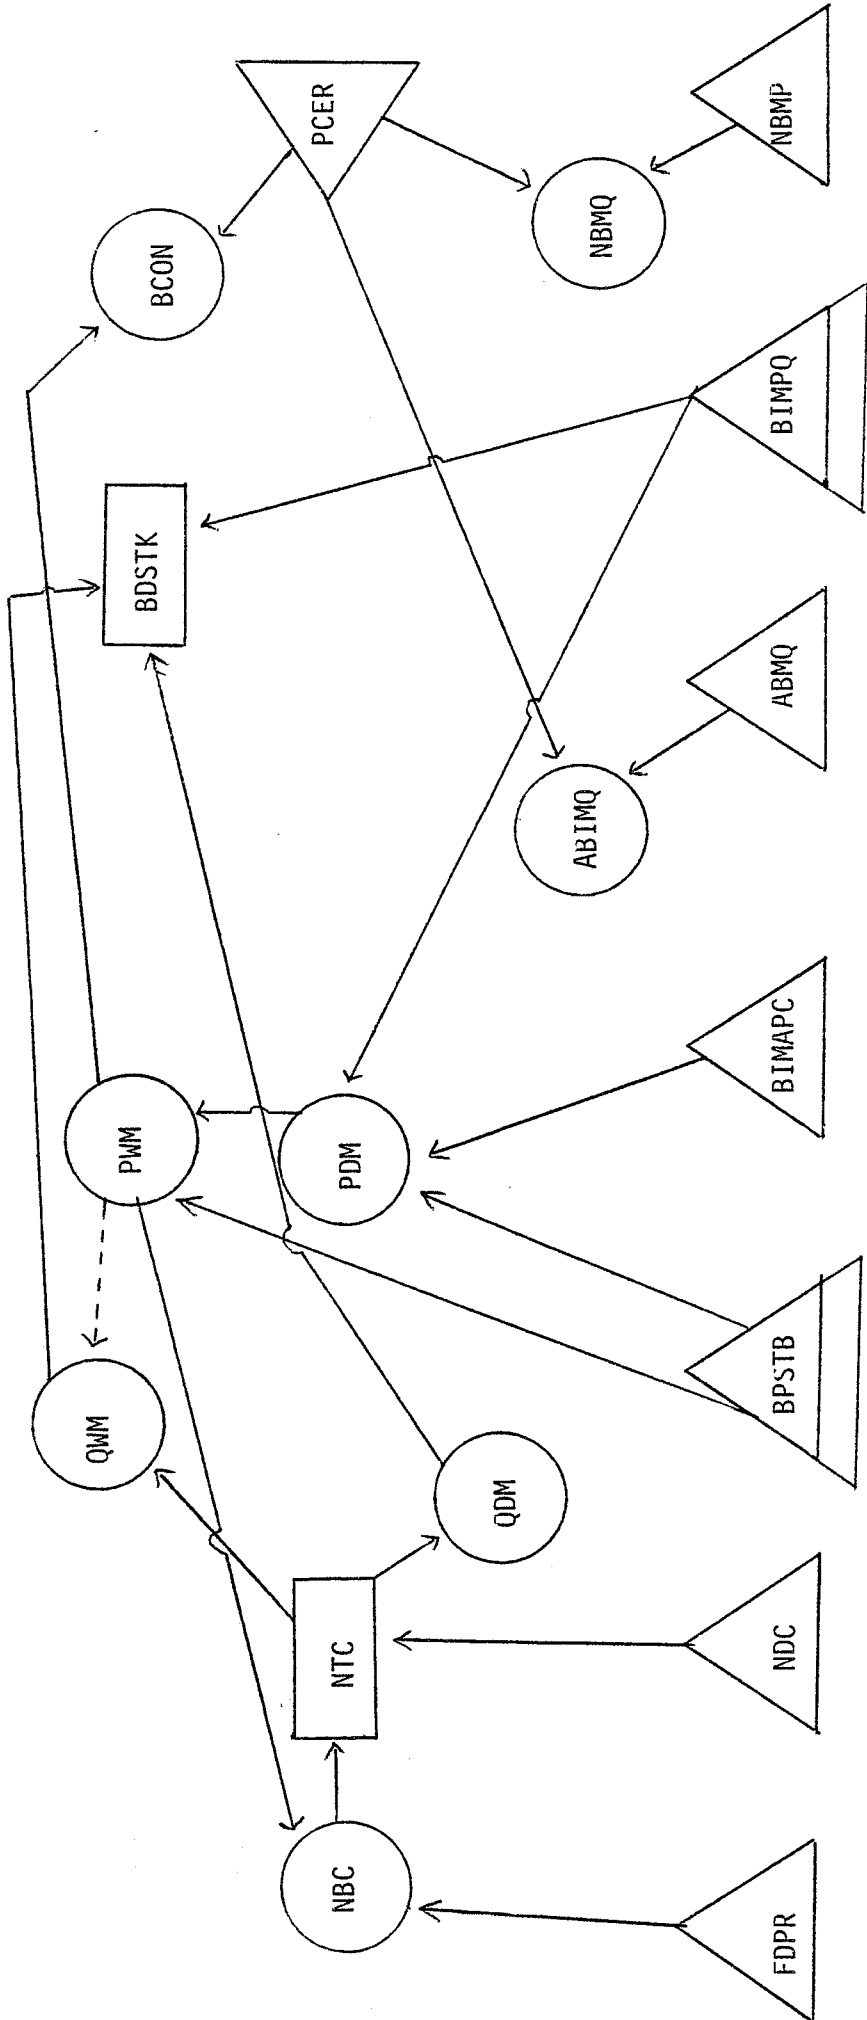 QWM
PWM
BDSTK
BCON
NBC
NTC
PDM
PCER
QDM
ABIMQ
NBMQ
FDPR
NDC
BPSTB
BIMAPC
ABMQ
BIMPQ
NBMP